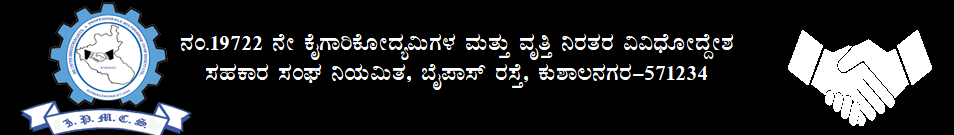 ನಂ.19722 ನೇ ಕೈಗಾರಿಕೋದ್ಯಮಿಗಳ ಮತ್ತು ವೃತ್ತಿ ನಿರತರ ವಿವಿಧೋದ್ದೇಶ
ಸಹಕಾರ ಸಂಘ ನಿಯಮಿತ, ಬೈಪಾಸ್ ರಸ್ತೆ, ಕುಶಾಲನಗರ-571234
I. P. M. C. S.